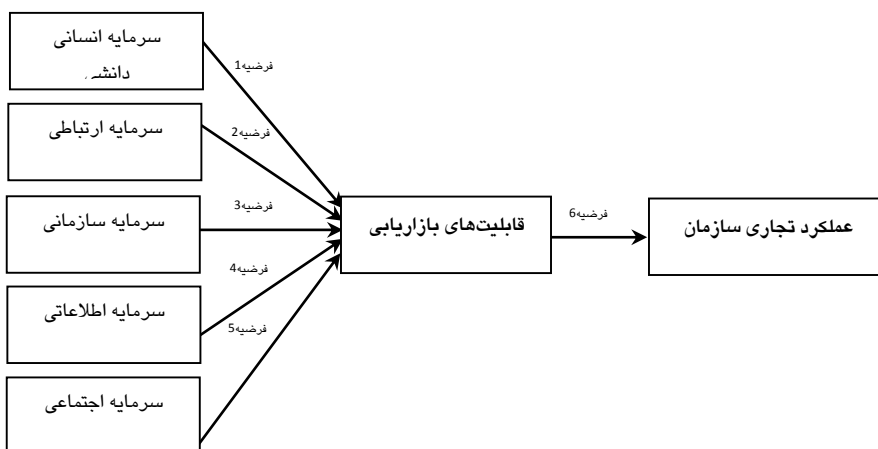 سرمایه انسانی
دانشی
فرضیه1
سرمایه ارتباطی
فرضیه2
سرمایه سازمانی
فرضیه3
سرمایه اطلاعاتی
فرضیه4
سرمایه اجتماعی
فرضیه5
قابلیت‌های بازاریابی
فرضیه6
عملکرد تجاری سازمان